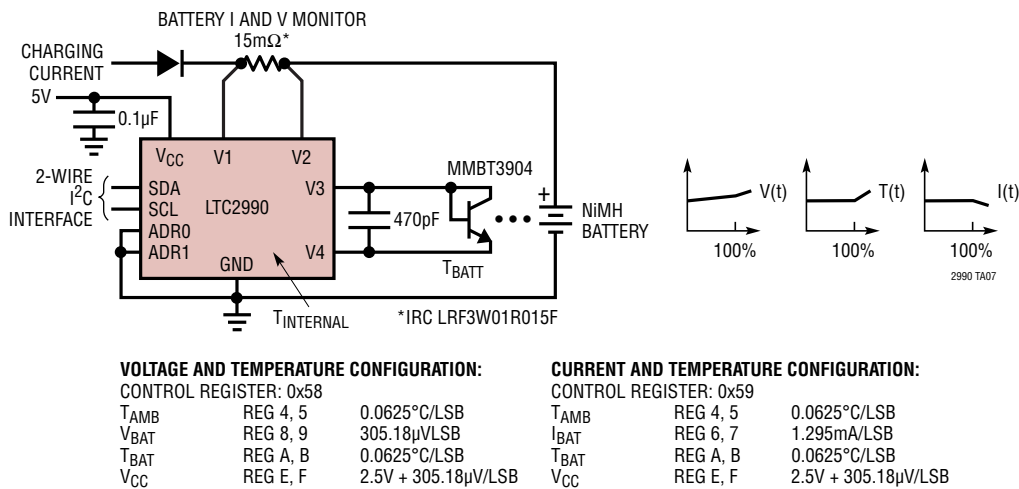 BATTERY I AND V MONITOR
15mΩ*
CHARGING
CURRENT
5V
0.1µF
VCC V1 V2
MMBT3904
2-WIRE
I2C
INTERFACE
SDA
SCL
ADR0
ADR1
LTC2990
V3
V4
GND
470pF
TBATT
+
NiMH
BATTERY
TINTERNAL
*IRC LRF3W01R015F
V(t)
100%
T(t)
100%
I(t)
100%
2990 TA07
VOLTAGE AND TEMPERATURE CONFIGURATION:
CONTROL REGISTER: 0x58
TAMB REG 4, 5 0.0625°C/LSB
VBAT REG 8, 9 305.18µVLSB
TBAT REG A, B 0.0625°C/LSB
VCC REG E, F 2.5V + 305.18µV/LSB
CURRENT AND TEMPERATURE CONFIGURATION:
CONTROL REGISTER: 0x59
TAMB REG 4, 5 0.0625°C/LSB
IBAT REG 6, 7 1.295mA/LSB
TBAT REG A, B 0.0625°C/LSB
VCC REG E, F 2.5V + 305.18µV/LSB